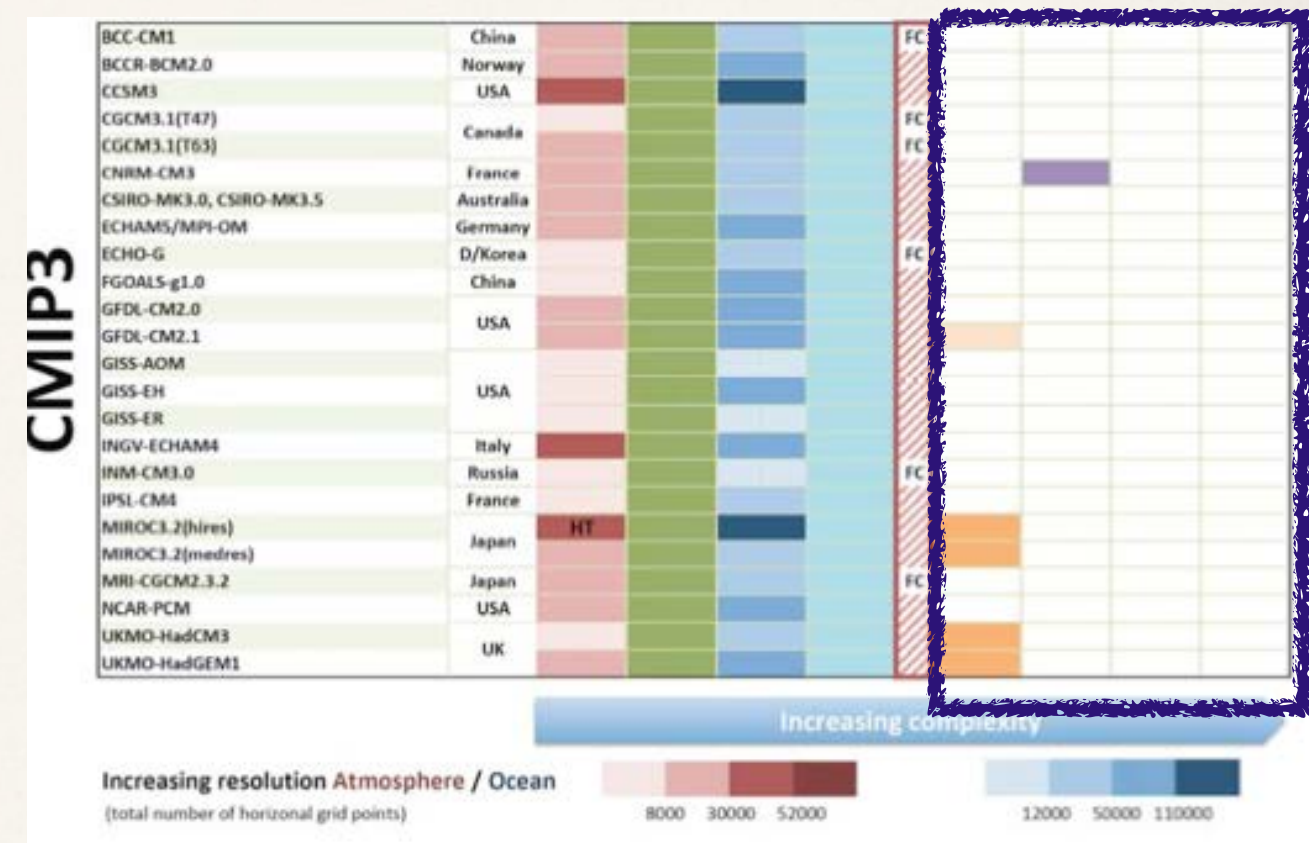 CMIP3
BCC-CM1 China FC
BCCR-BCM2.0 Norway
CCSM3 USA
CGCM3.1(T47) FC
Canada
CGCM3.1(T63) FC
CNRM-CM3 France
CSIRO-MK3.0, CSIRO-MK3.5 Australia
ECHAM5/MPI-OM Germany
ECHO-G D/Korea FC
FGOALS-g1.0 China
GFDL-CM2.0
USA
GFDL-CM2.1
GISS-AOM
GISS-EH USA
GISS-ER
INGV-ECHAM4 Italy
INM-CM3.0 Russia FC
IPSL-CM4 France
MIROC3.2(hires) HT
Japan
MIROC3.2(medres)
MRI-CGCM2.3.2 Japan FC
NCAR-PCM USA
UKMO-HadCM3
UK
UKMO-HadGEM1
Increasing complexity
Increasing resolution Atmosphere / Ocean
(total number of horizonal grid points)
8000 30000 52000 12000 50000 110000